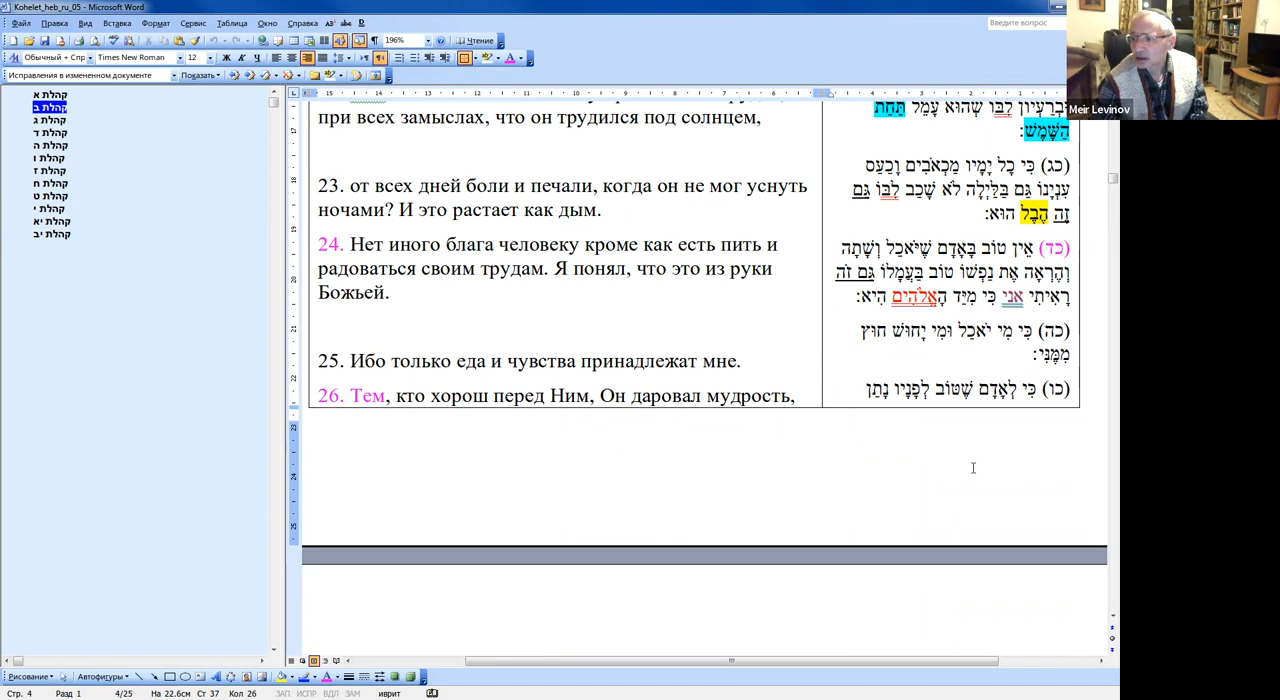 Kohelet_heb_ru_05 - Microsoft Word
Файл Правка Вид Вставка Формат Сервис Таблица Окно Справка
Введите вопрос
196% Чтение
Обычный + Спр Times New Roman 12 Ж К Ч
Исправления в измененном документе Показать
Meir Levinov
קהלת א
קהלת ב
קהלת ג
קהלת ד
קהלת ה
קהלת ו
קהלת ז
קהלת ח
קהלת ט
קהלת י
קהלת יא
קהלת יב
при всех замыслах, что он трудился под солнцем,
23. от всех дней боли и печали, когда он не мог уснуть
ночами? И это растает как дым.
24. Нет иного блага человеку кроме как есть пить и
радоваться своим трудам. Я понял, что это из руки
Божьей.
25. Ибо только еда и чувства принадлежат мне.
26. Тем, кто хорош перед Ним, Он даровал мудрость,
לִבּוֹ שְׁהוּא עָמֵל תַּחַת
הַשָּׁמֶשׁ:
(כג) כִּי כָל יָמָיו מַכְאֹבִים וָכַעַס
עִנְיָנוֹ גַּם בַּלַּיְלָה לֹא שָׁכַב לִבּוֹ גַּם
זֶה הֶבֶל הוּא:
(כד) אֵין טוֹב בָּאָדָם שֶׁיֹּאכַל וְשָׁתָה
וְהֶרְאָה אֶת נַפְשׁוֹ טוֹב בַּעֲמָלוֹ גַּם זֹה
רָאִיתִי אָנִי כִּי מִיַּד הָאֱלֹהִים הִיא:
(כה) כִּי מִי יֹאכַל וּמִי יָחוּשׁ חוּץ
מִמֶּנִּי:
(כו) כִּי לְאָדָם שֶׁטּוֹב לְפָנָיו נָתַן
Рисование Автофигуры
Стр. 4 Разд 1 4/25 На 22.6см Ст 37 Кол 26 ЗАП ИСПР ВДЛ ЗАМ иврит